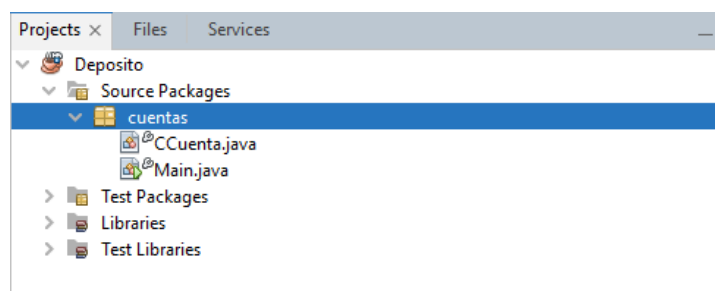 Projects × Files Services
Deposito
Source Packages
cuentas
CCuenta.java
Main.java
Test Packages
Libraries
Test Libraries